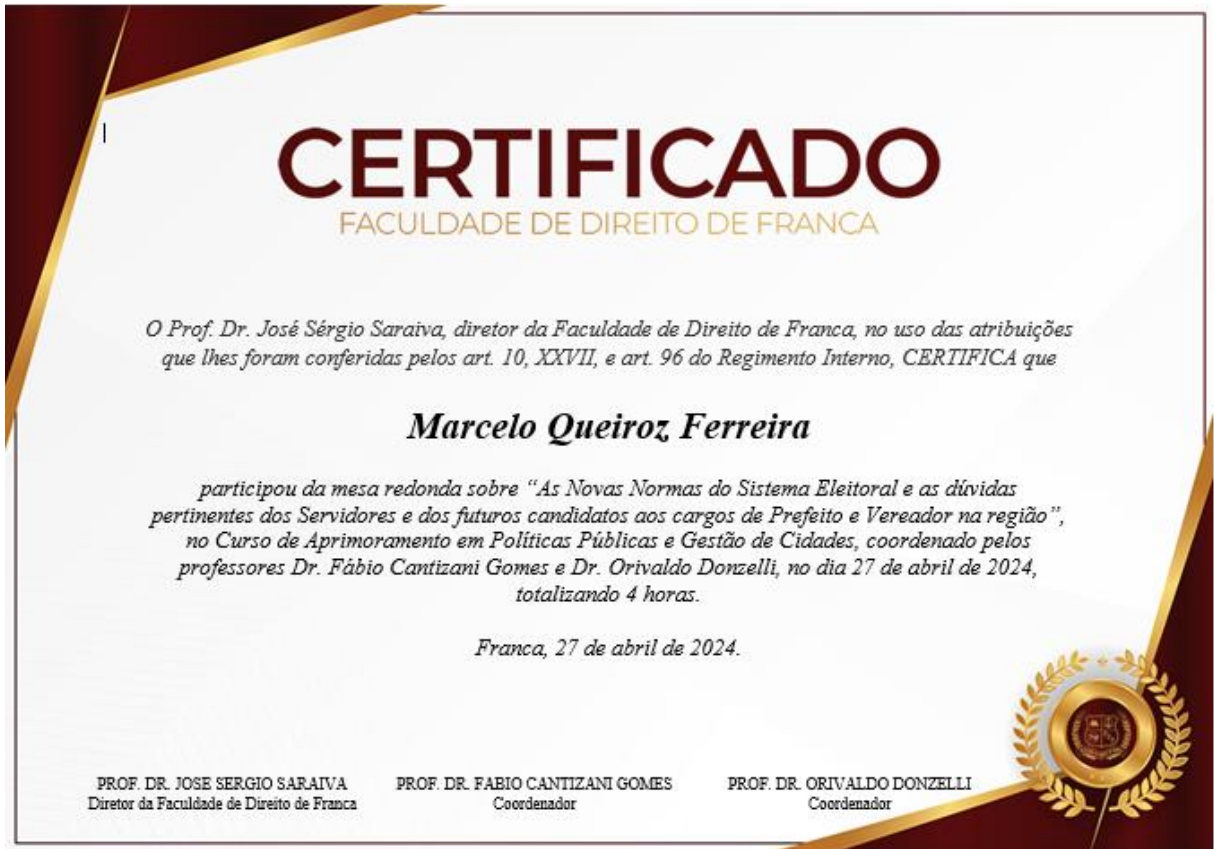 CERTIFICADO
FACULDADE DE DIREITO DE FRANCA
O Prof. Dr. José Sérgio Saraiva, diretor da Faculdade de Direito de Franca, no uso das atribuições
que lhes foram conferidas pelos art. 10, XXVII, e art. 96 do Regimento Interno, CERTIFICA que
Marcelo Queiroz Ferreira
participou da mesa redonda sobre “As Novas Normas do Sistema Eleitoral e as dúvidas
pertinentes dos Servidores e dos futuros candidatos aos cargos de Prefeito e Vereador na região”,
no Curso de Aprimoramento em Políticas Públicas e Gestão de Cidades, coordenado pelos
professores Dr. Fábio Cantizani Gomes e Dr. Orivaldo Donzelli, no dia 27 de abril de 2024,
totalizando 4 horas.
Franca, 27 de abril de 2024.
PROF. DR. JOSE SERGIO SARAIVA
Diretor da Faculdade de Direito de Franca
PROF. DR. FABIO CANTIZANI GOMES
Coordenador
PROF. DR. ORIVALDO DONZELLI
Coordenador